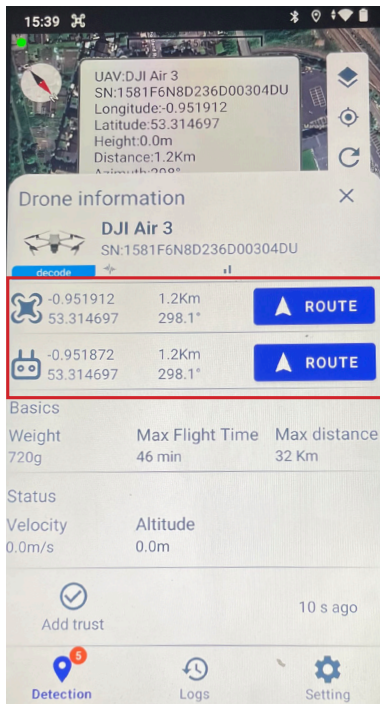 15:39
UAV:DJI Air 3
SN:1581F6N8D236D00304DU
Longitude:-0.951912
Latitude:53.314697
Height:0.0m
Distance:1.2Km
Azimuth:298°
Drone information
DJI Air 3
SN:1581F6N8D236D00304DU
decode
-0.951912 1.2Km ROUTE
53.314697 298.1°
-0.951872 1.2Km ROUTE
53.314697 298.1°
Basics
Weight Max Flight Time Max distance
720g 46 min 32 Km
Status
Velocity Altitude
0.0m/s 0.0m
Add trust 10 s ago
5
Detection Logs Setting